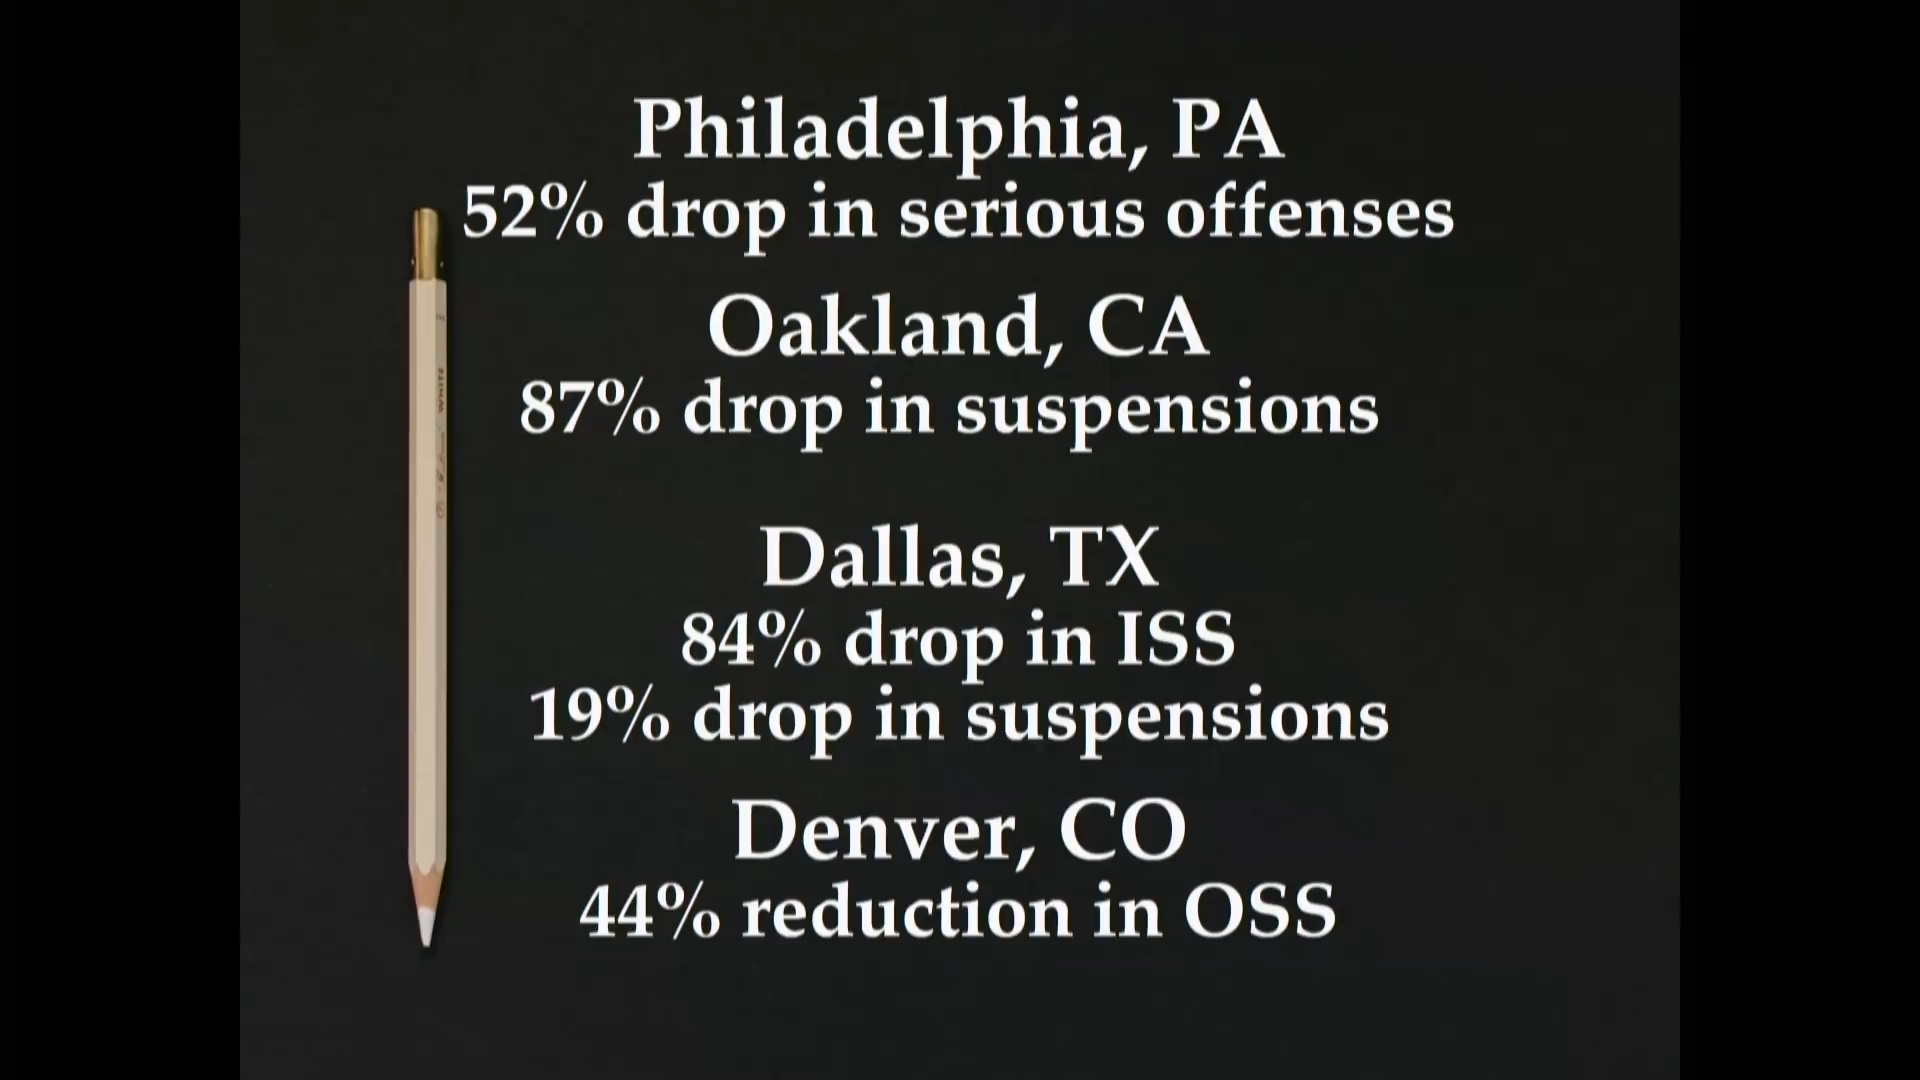 Philadelphia, PA
52% drop in serious offenses
Oakland, CA
87% drop in suspensions
Dallas, TX
84% drop in ISS
19% drop in suspensions
Denver, CO
44% reduction in OSS
WHITE